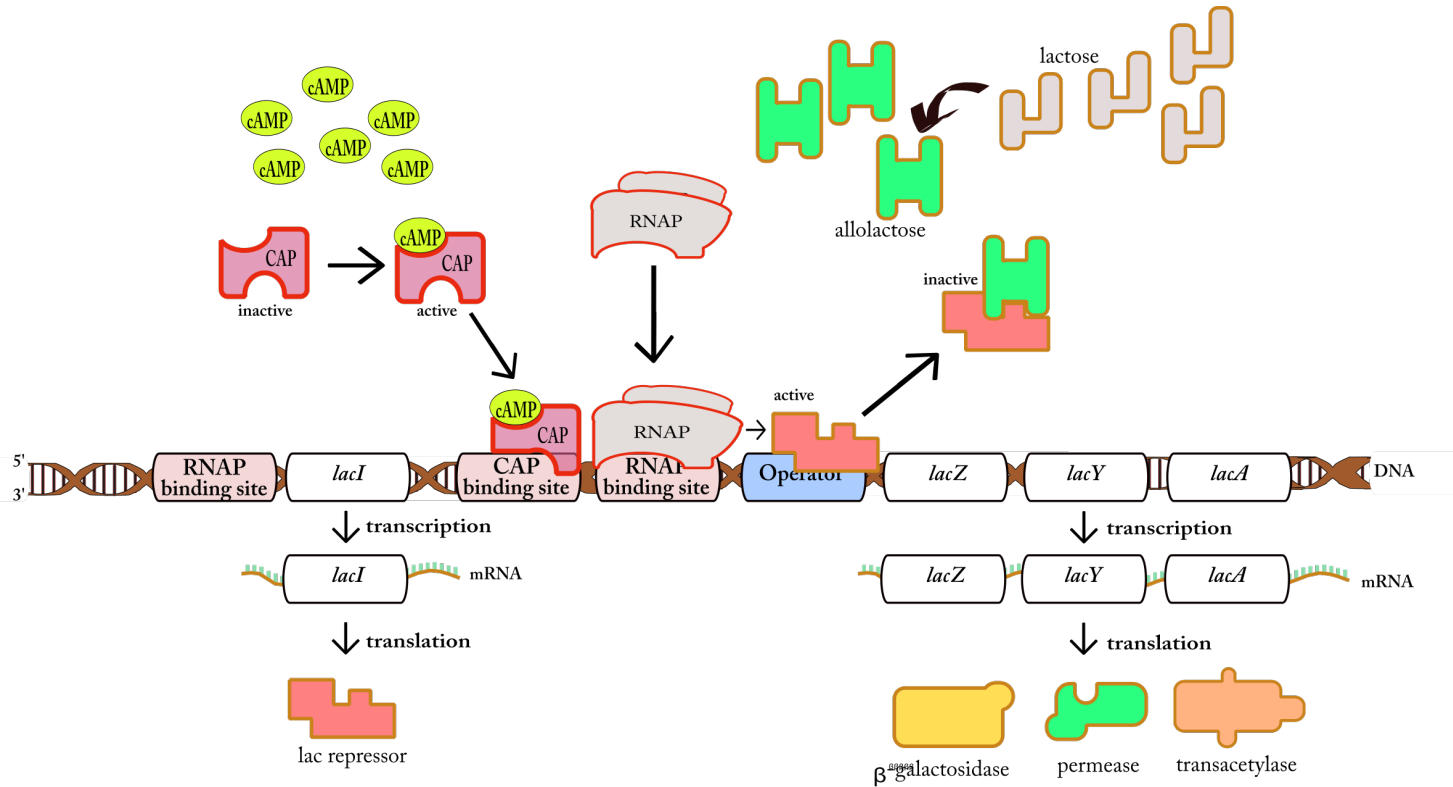 lactose
cAMP
cAMP
cAMP
cAMP
cAMP
cAMP
RNAP
allolactose
cAMP
CAP
CAP
inactive
active
inactive
cAMP
CAP
RNAP
active
5'
3'
RNAP
binding site
lacI
CAP
binding site
RNAP
binding site
Operator
lacZ
lacY
lacA
DNA
transcription
transcription
lacI
mRNA
lacZ
lacY
lacA
mRNA
translation
translation
lac repressor
β-galactosidase
permease
transacetylase